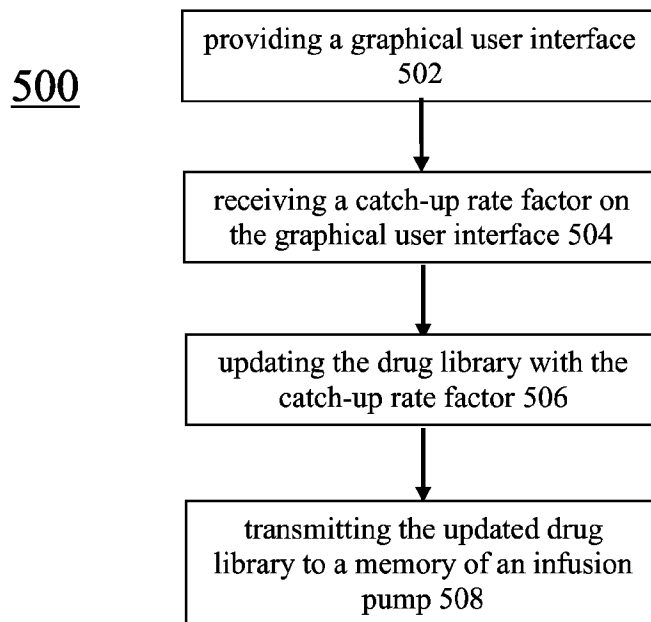 500
providing a graphical user interface
502
receiving a catch-up rate factor on
the graphical user interface 504
updating the drug library with the
catch-up rate factor 506
transmitting the updated drug
library to a memory of an infusion
pump 508